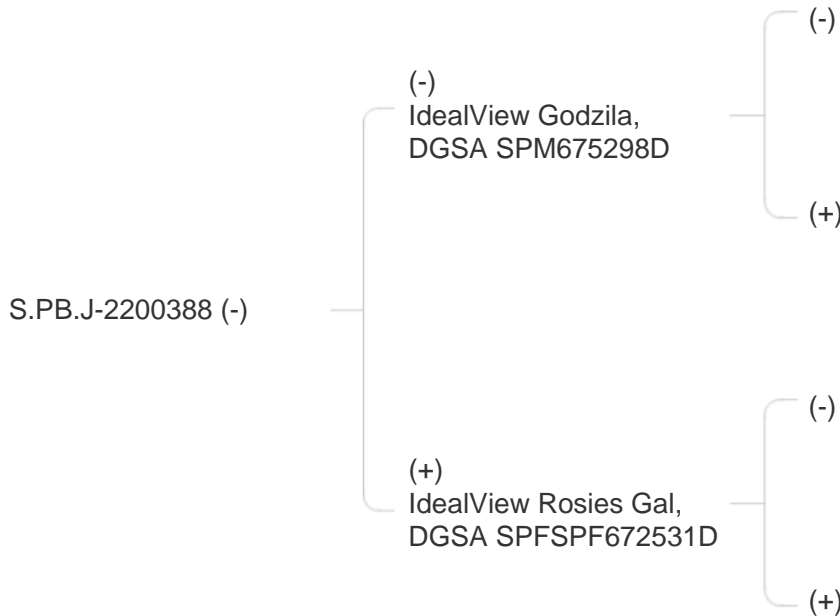 (-)
(-)
IdealView Godzila,
DGSA SPM675298D
(+)
S.PB.J-2200388 (-)
(-)
(+)
IdealView Rosies Gal,
DGSA SPFSPF672531D
(+)